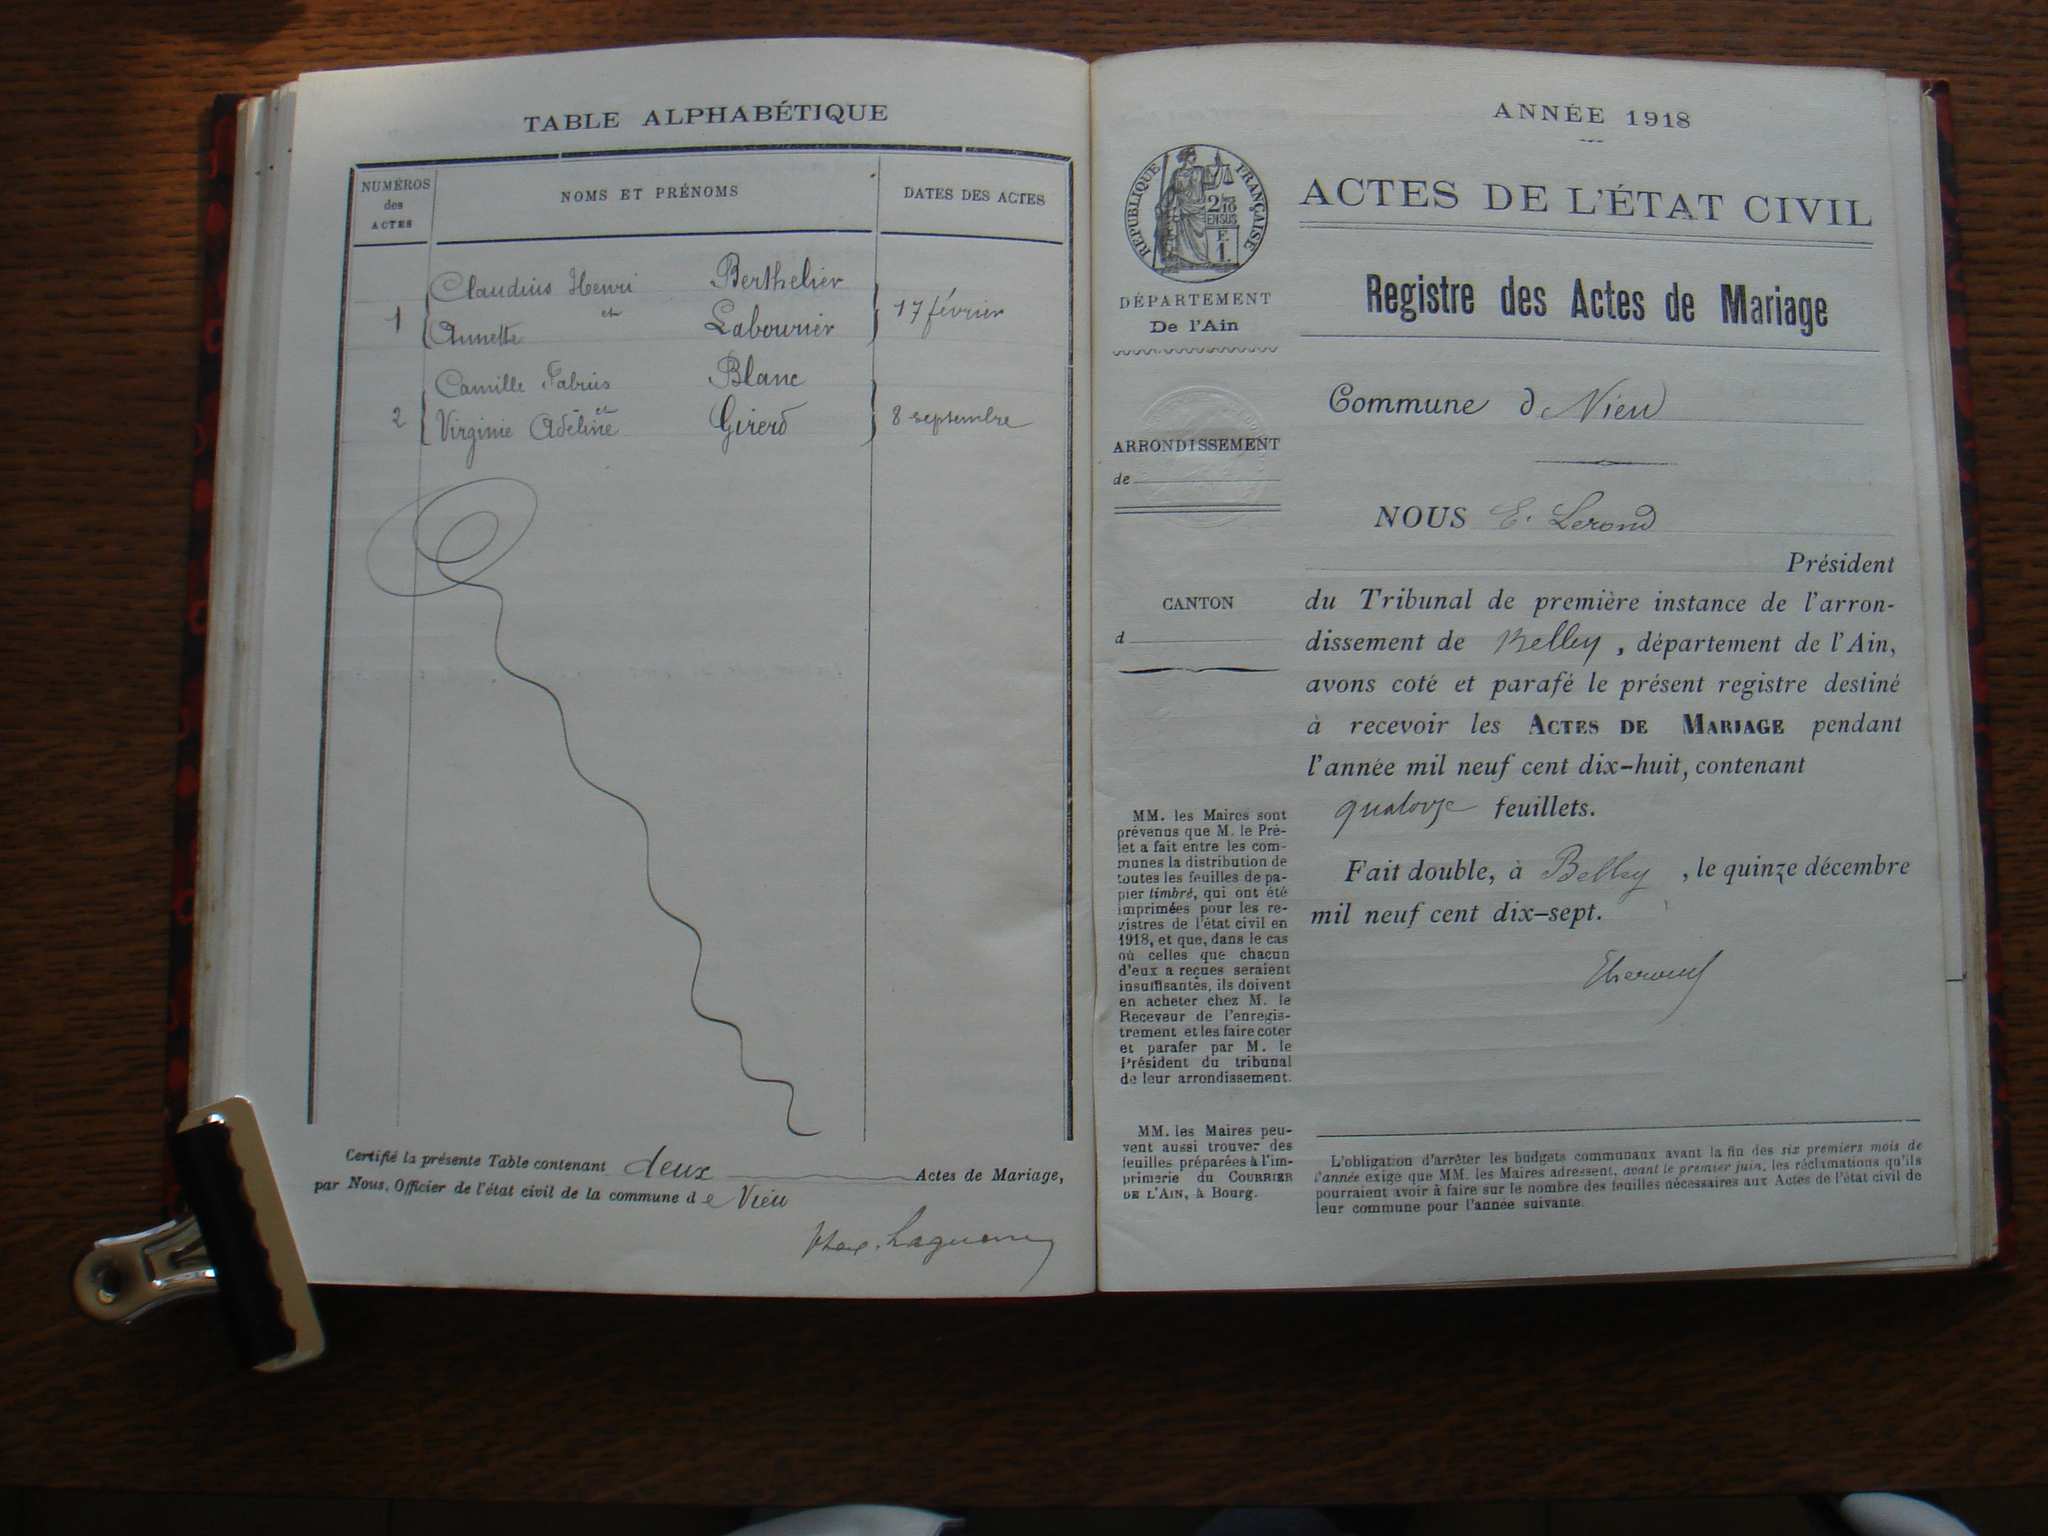 TABLE ALPHABÉTIQUE
NUMÉROS
des
ACTES
NOMS ET PRÉNOMS
DATES DES ACTES
Claudius Henri Berthelier
1 et 17 février
Annette Labourier
Camille Fabius Blanc
2 et 8 septembre
Virginie Adeline Girerd
Certifié la présente Table contenant deux Actes de Mariage,
par Nous, Officier de l'état civil de la commune de Vieu
ANNÉE 1918
RÉPUBLIQUE FRANÇAISE
DÉPARTEMENT
De l'Ain
ARRONDISSEMENT
de
CANTON
d
MM. les Maires sont
prévenus que M. le Pré-
fet a fait entre les com-
munes la distribution de
toutes les feuilles de pa-
pier timbré, qui ont été
imprimées pour les re-
gistres de l'état civil en
1918, et que, dans le cas
où celles que chacun
d'eux a reçues seraient
insuffisantes, ils doivent
en acheter chez M. le
Receveur de l'enregis-
trement et les faire coter
et parafer par M. le
Président du tribunal
de leur arrondissement.
MM. les Maires peu-
vent aussi trouver des
feuilles préparées à l'im-
primerie du COURRIER
DE L'AIN, à Bourg.
ACTES DE L'ÉTAT CIVIL
Registre des Actes de Mariage
Commune d Vieu
NOUS E. Lerond
Président
du Tribunal de première instance de l'arron-
dissement de Belley, département de l'Ain,
avons coté et parafé le présent registre destiné
à recevoir les ACTES DE MARIAGE pendant
l'année mil neuf cent dix-huit, contenant
quatorze feuillets.
Fait double, à Belley, le quinze décembre
mil neuf cent dix-sept.
L'obligation d'arrêter les budgets communaux avant la fin des six premiers mois de
l'année exige que MM. les Maires adressent, avant le premier juin, les réclamations qu'ils
pourraient avoir à faire sur le nombre des feuilles nécessaires aux Actes de l'état civil de
leur commune pour l'année suivante.